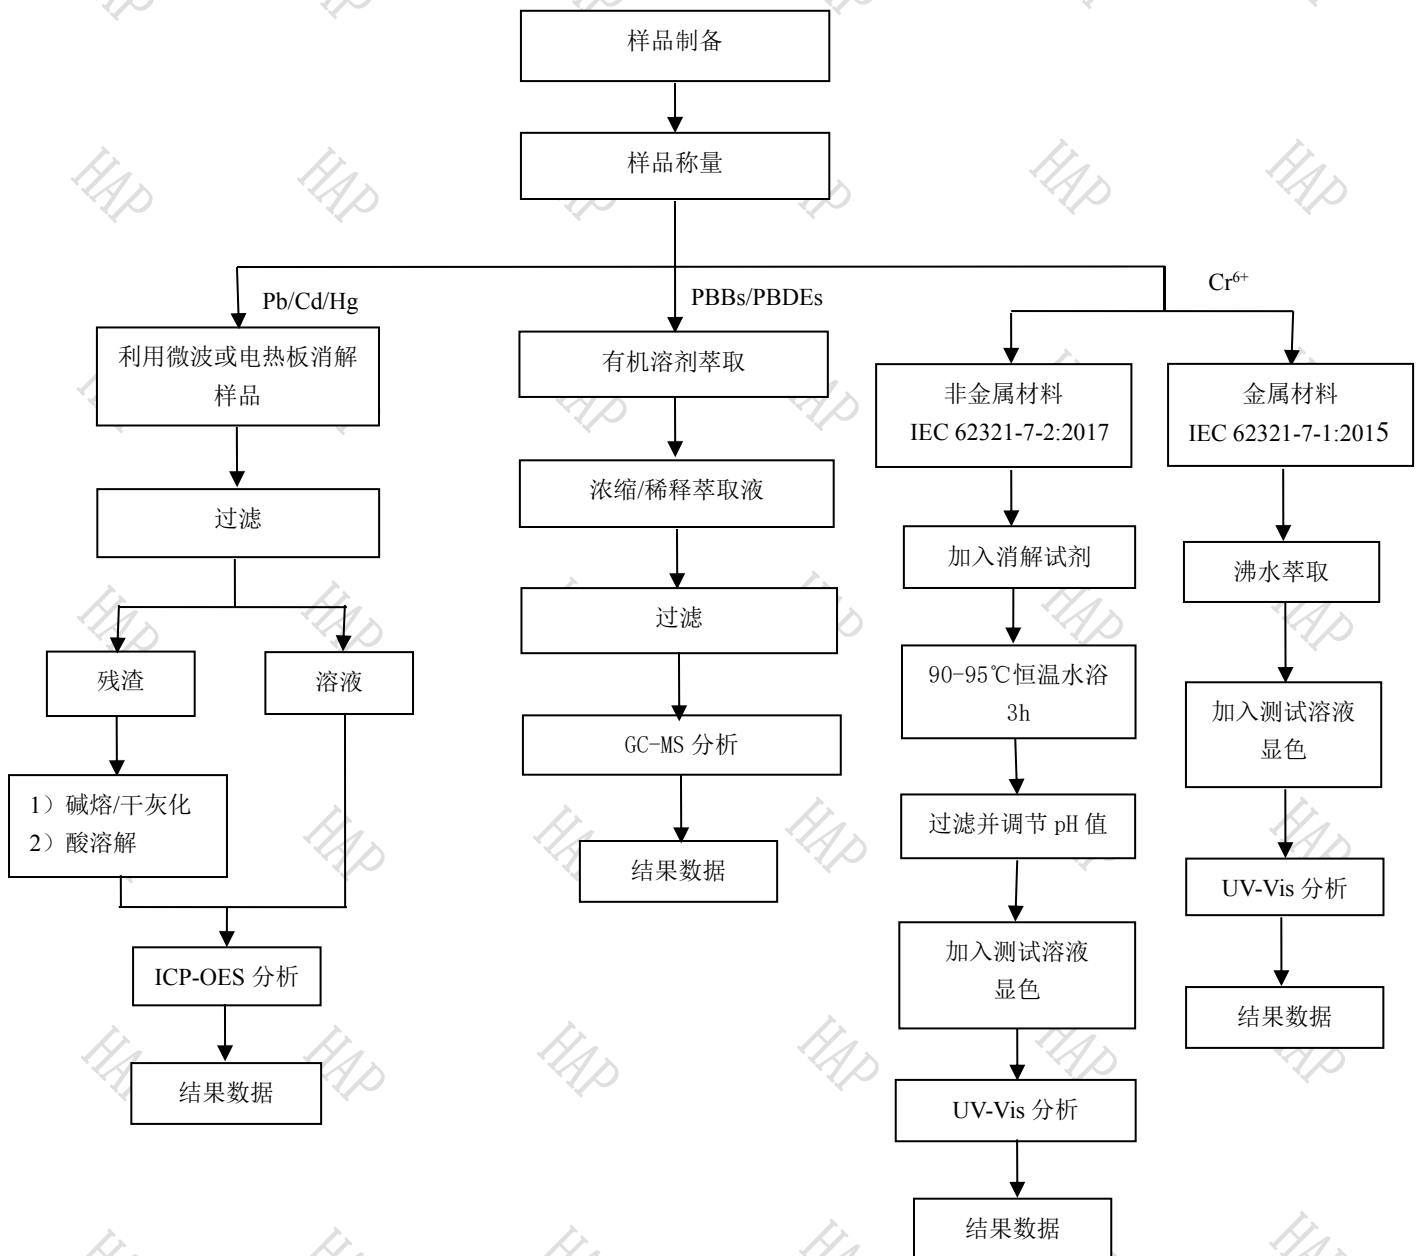 样品制备
样品称量
Pb/Cd/Hg
PBBs/PBDEs
Cr⁶⁺
利用微波或电热板消解
样品
过滤
残渣
溶液
1）碱熔/干灰化
2）酸溶解
ICP-OES 分析
结果数据
有机溶剂萃取
浓缩/稀释萃取液
过滤
GC-MS 分析
结果数据
非金属材料
IEC 62321-7-2:2017
加入消解试剂
90-95℃恒温水浴
3h
过滤并调节 pH 值
加入测试溶液
显色
UV-Vis 分析
结果数据
金属材料
IEC 62321-7-1:2015
沸水萃取
加入测试溶液
显色
UV-Vis 分析
结果数据
HAP